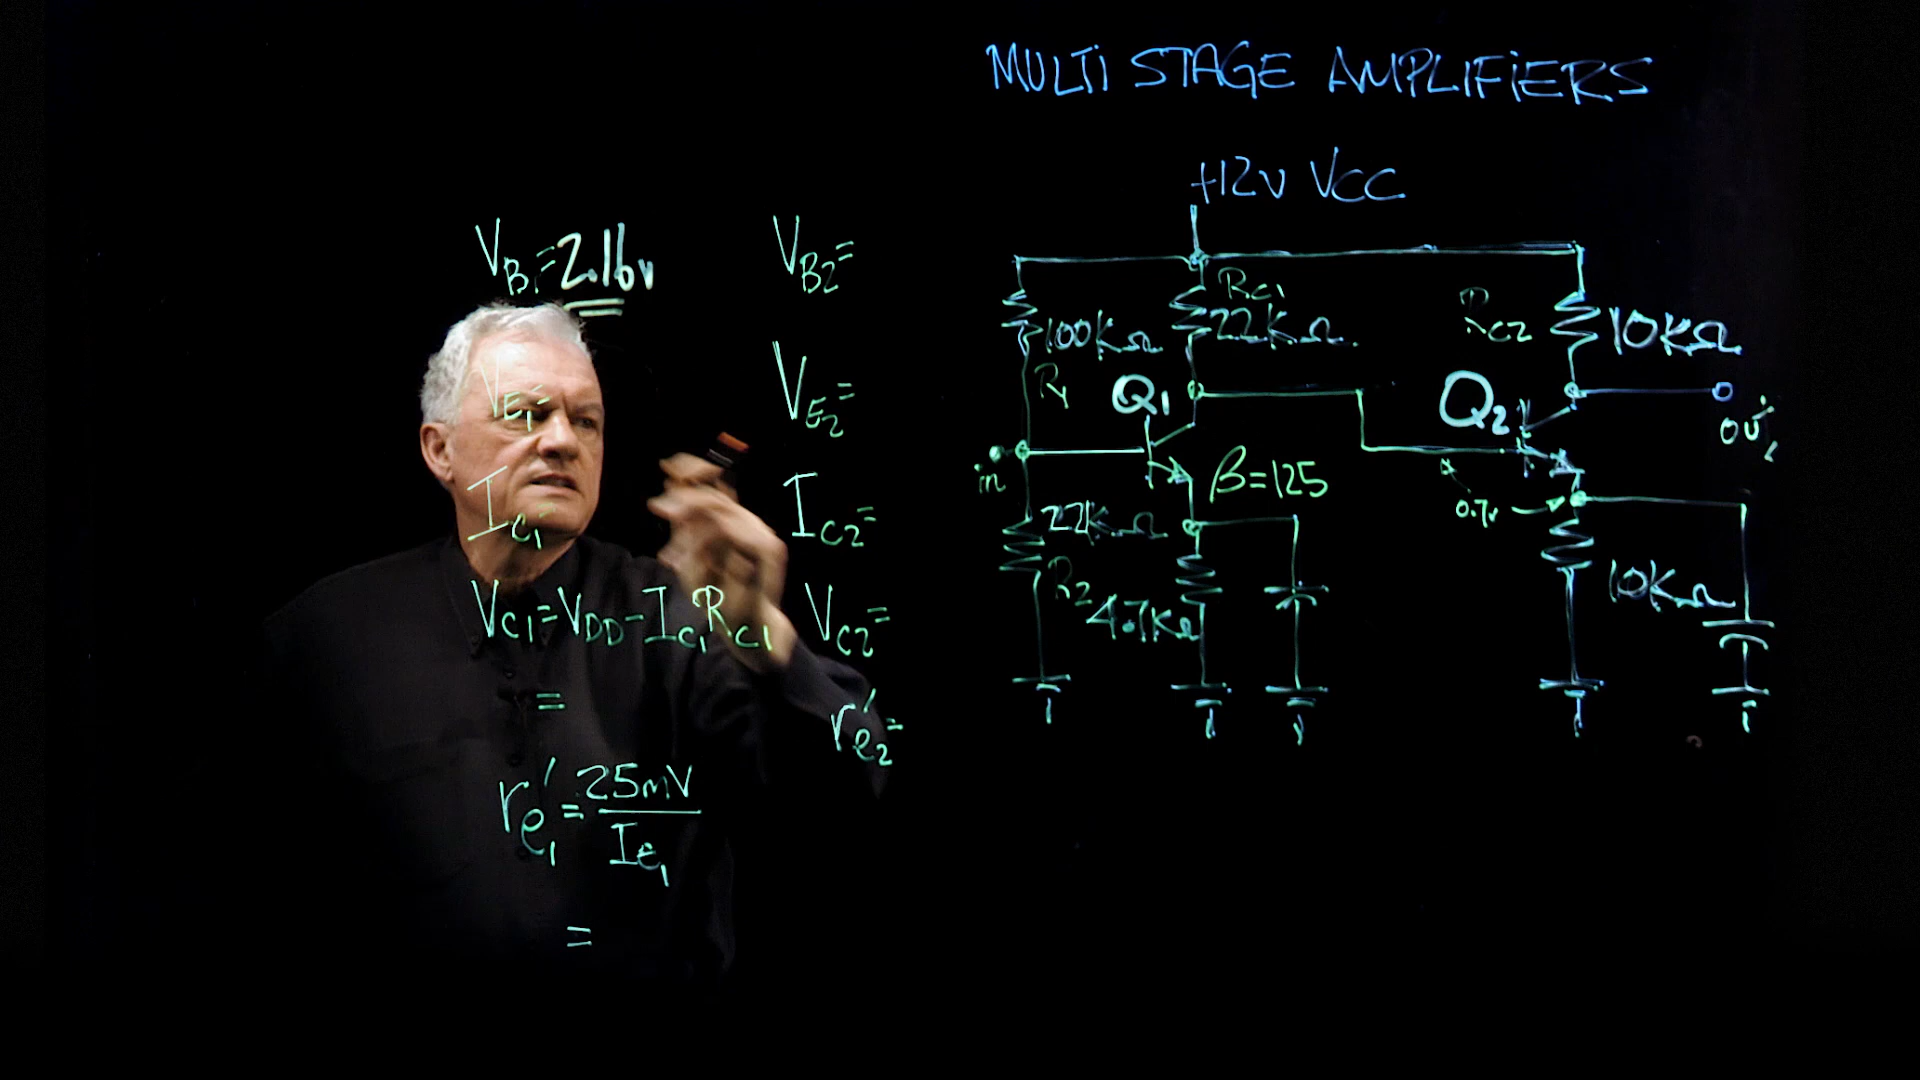 MULTI STAGE AMPLIFIERS
+12V VCC
VB1=2.16v
VE1=
IC1=
VC1=VDD-IC1RC1
=
r'e1=25mV
Ie1
=
VB2=
VE2=
IC2=
VC2=
r'e2=
100KΩ
R1
in
22KΩ
R2
RC1
22KΩ
Q1
β=125
4.7KΩ
RC2
10KΩ
Q2
0.7v
10KΩ